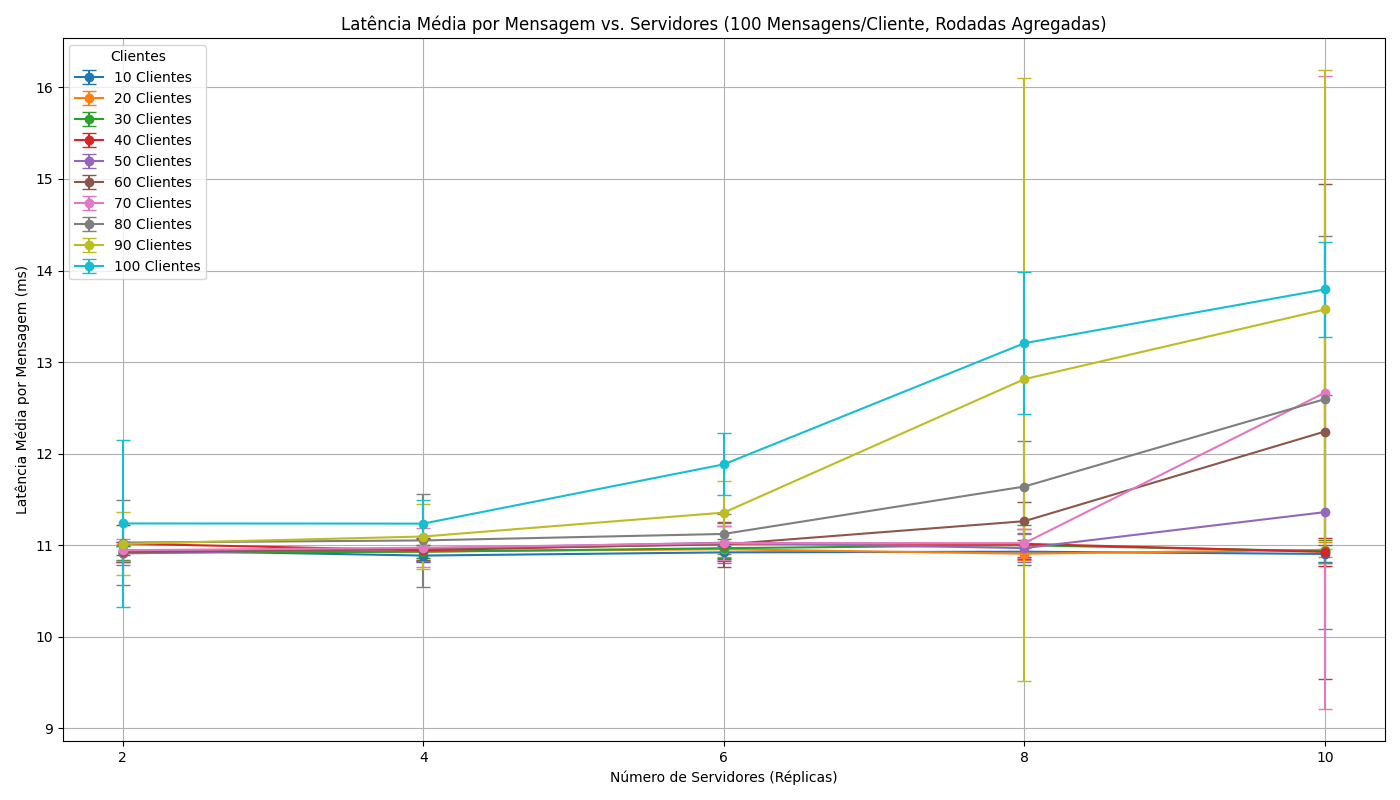 Latência Média por Mensagem vs. Servidores (100 Mensagens/Cliente, Rodadas Agregadas)
Clientes
10 Clientes
20 Clientes
30 Clientes
40 Clientes
50 Clientes
60 Clientes
70 Clientes
80 Clientes
90 Clientes
100 Clientes
Latência Média por Mensagem (ms)
16
15
14
13
12
11
10
9
2 4 6 8 10
Número de Servidores (Réplicas)